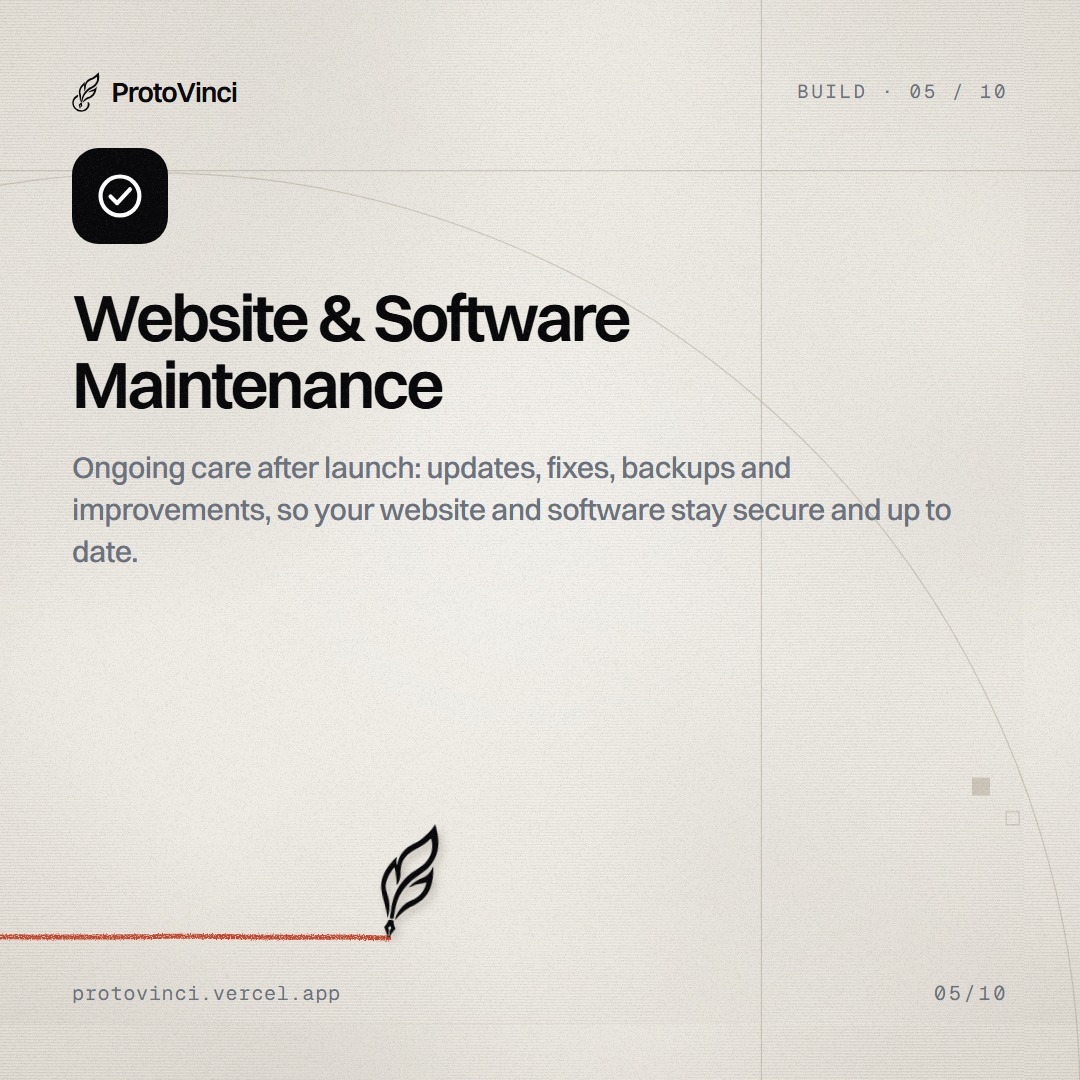 ProtoVinci
BUILD · 05 / 10
Website & Software
Maintenance
Ongoing care after launch: updates, fixes, backups and
improvements, so your website and software stay secure and up to
date.
protovinci.vercel.app
05/10